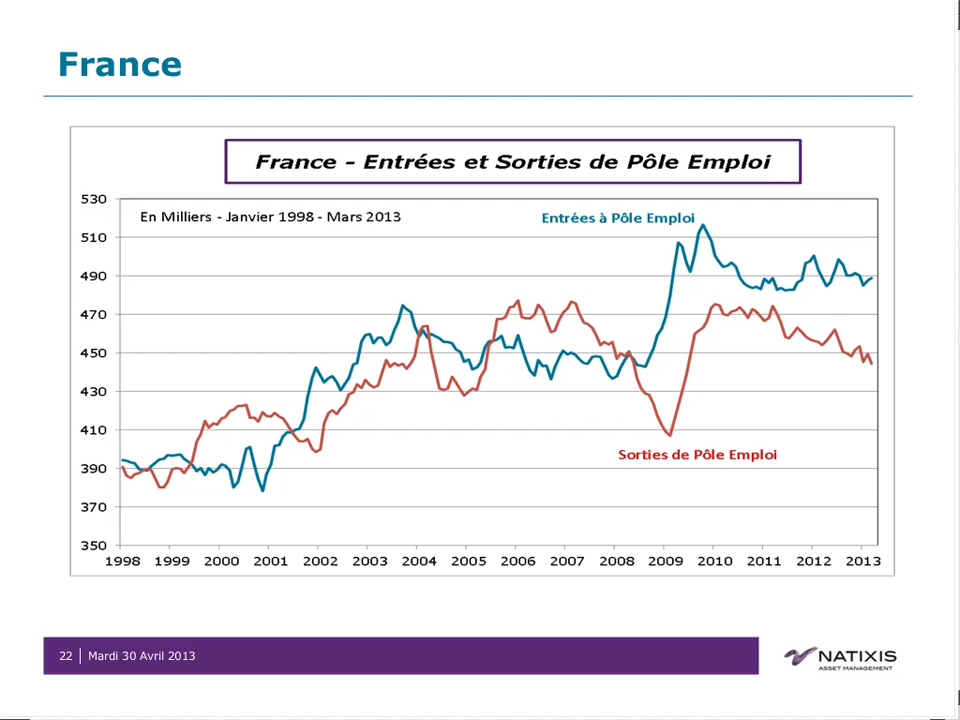 France
France - Entrées et Sorties de Pôle Emploi
530
En Milliers - Janvier 1998 - Mars 2013
Entrées à Pôle Emploi
510
490
470
450
430
410
Sorties de Pôle Emploi
390
370
350
1998 1999 2000 2001 2002 2003 2004 2005 2006 2007 2008 2009 2010 2011 2012 2013
22 Mardi 30 Avril 2013
NATIXIS
ASSET MANAGEMENT